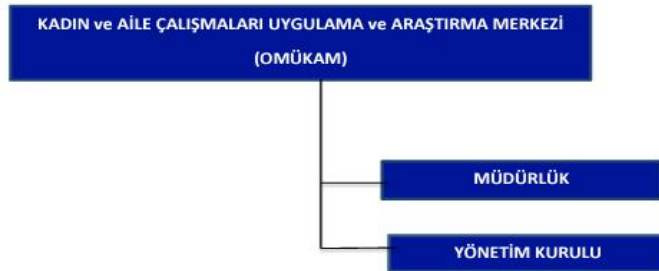 KADIN ve AİLE ÇALIŞMALARI UYGULAMA ve ARAŞTIRMA MERKEZİ
(OMÜKAM)
MÜDÜRLÜK
YÖNETİM KURULU